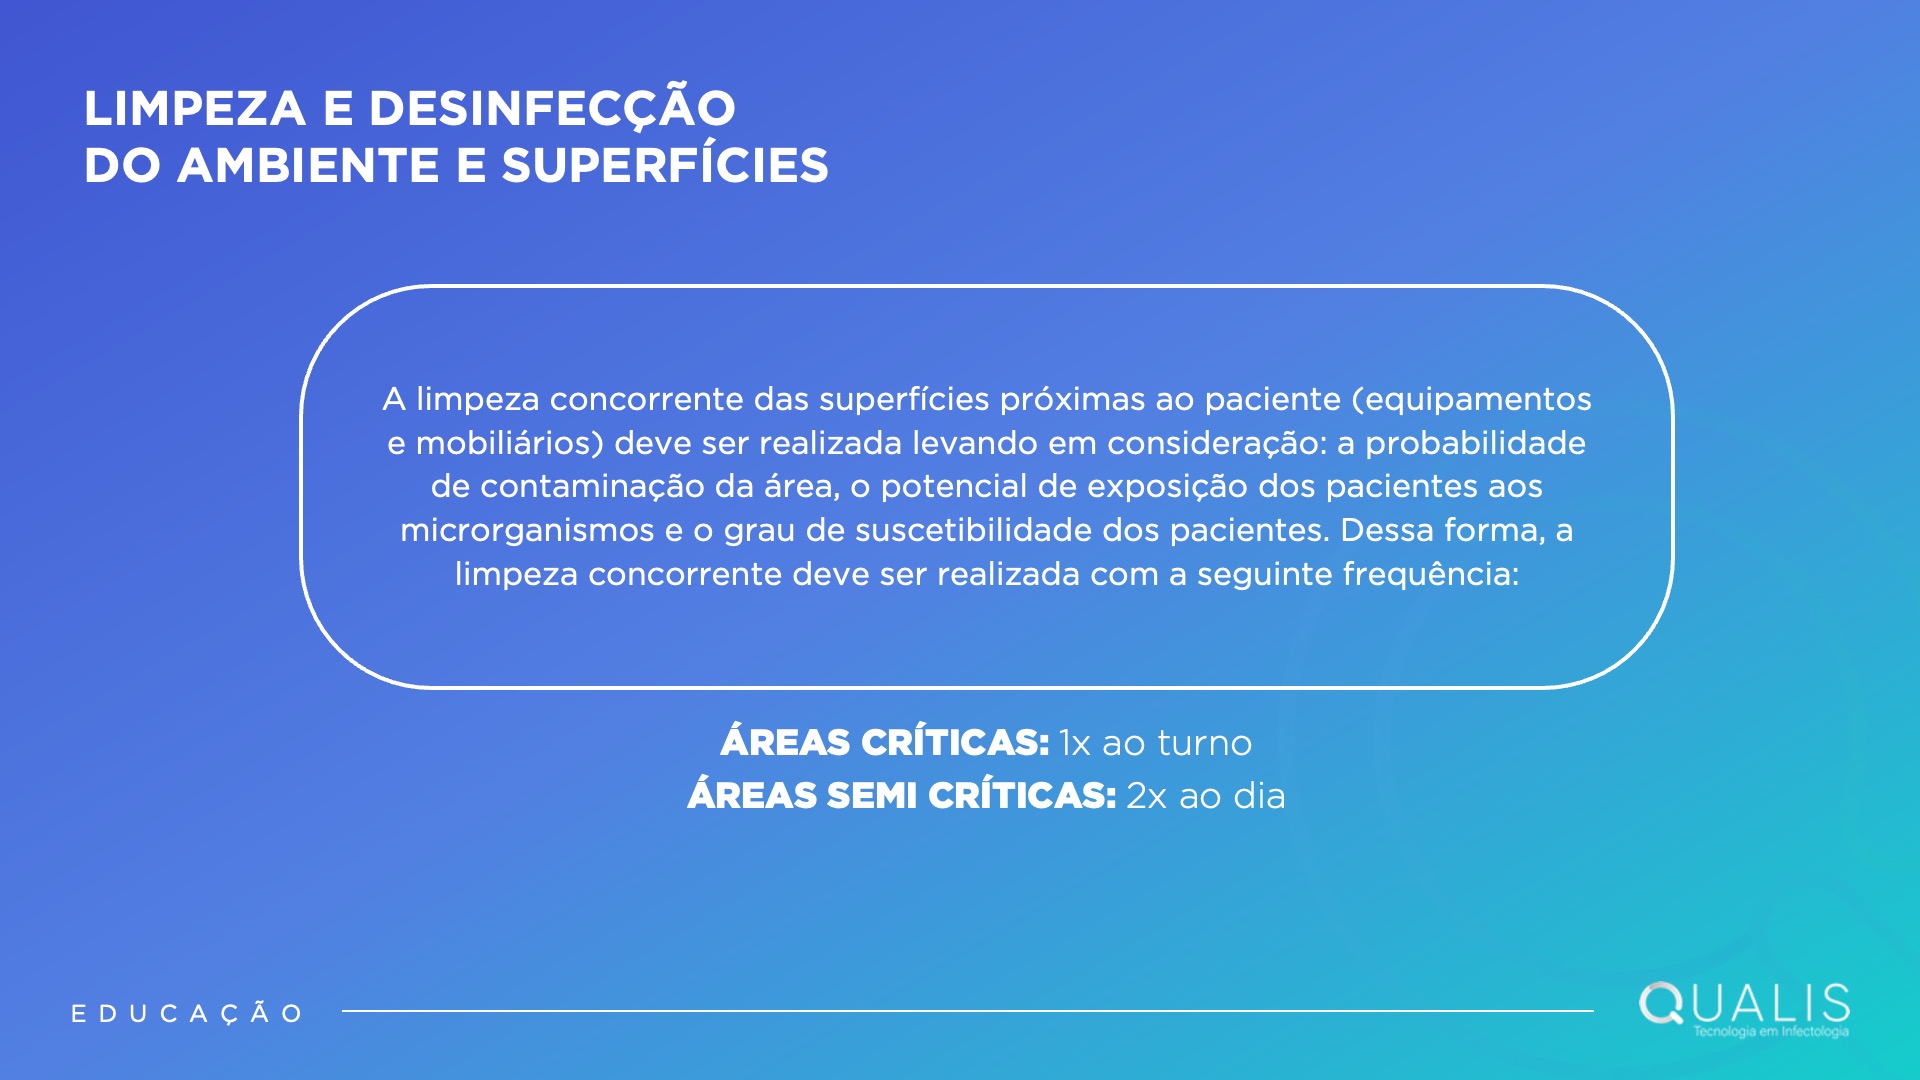 LIMPEZA E DESINFECÇÃO
DO AMBIENTE E SUPERFÍCIES
A limpeza concorrente das superfícies próximas ao paciente (equipamentos
e mobiliários) deve ser realizada levando em consideração: a probabilidade
de contaminação da área, o potencial de exposição dos pacientes aos
microrganismos e o grau de suscetibilidade dos pacientes. Dessa forma, a
limpeza concorrente deve ser realizada com a seguinte frequência:
ÁREAS CRÍTICAS: 1x ao turno
ÁREAS SEMI CRÍTICAS: 2x ao dia
EDUCAÇÃO
QUALIS
Tecnologia em Infectologia